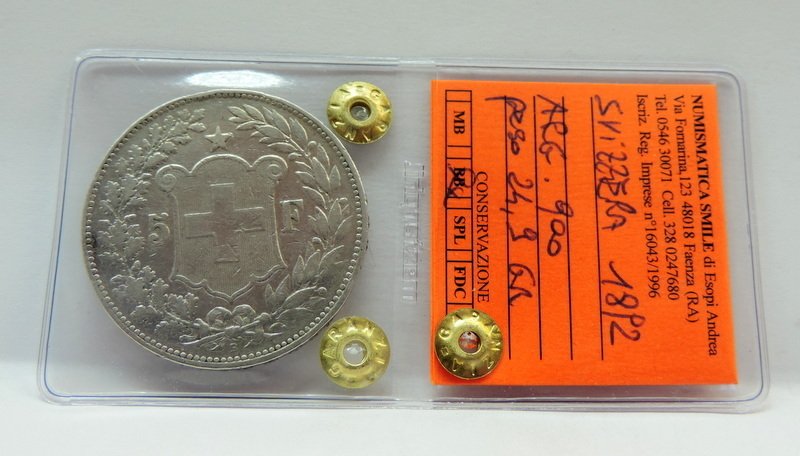 5 F
NUMISMATICA SMILE di Esopi Andrea
Via Fornarina,123 48018 Faenza (RA)
Tel. 0546 30071 Cell. 328 0247680
Iscriz. Reg. Imprese n°16043/1996
SVIZZERA 1892
ARG. 900
peso 24,9 GR
CONSERVAZIONE
MB BB SPL FDC